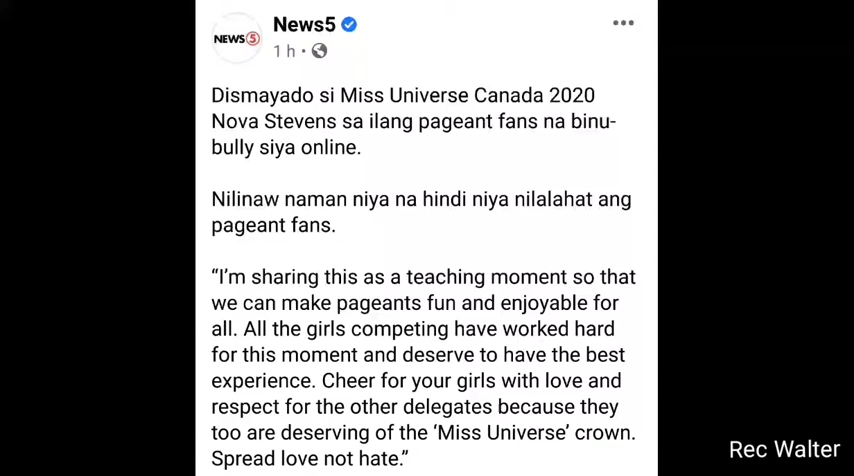 News5
NEWS5
1 h
Dismayado si Miss Universe Canada 2020
Nova Stevens sa ilang pageant fans na binu-
bully siya online.
Nilinaw naman niya na hindi niya nilalahat ang
pageant fans.
“I’m sharing this as a teaching moment so that
we can make pageants fun and enjoyable for
all. All the girls competing have worked hard
for this moment and deserve to have the best
experience. Cheer for your girls with love and
respect for the other delegates because they
too are deserving of the ‘Miss Universe’ crown.
Spread love not hate.”
Rec Walter